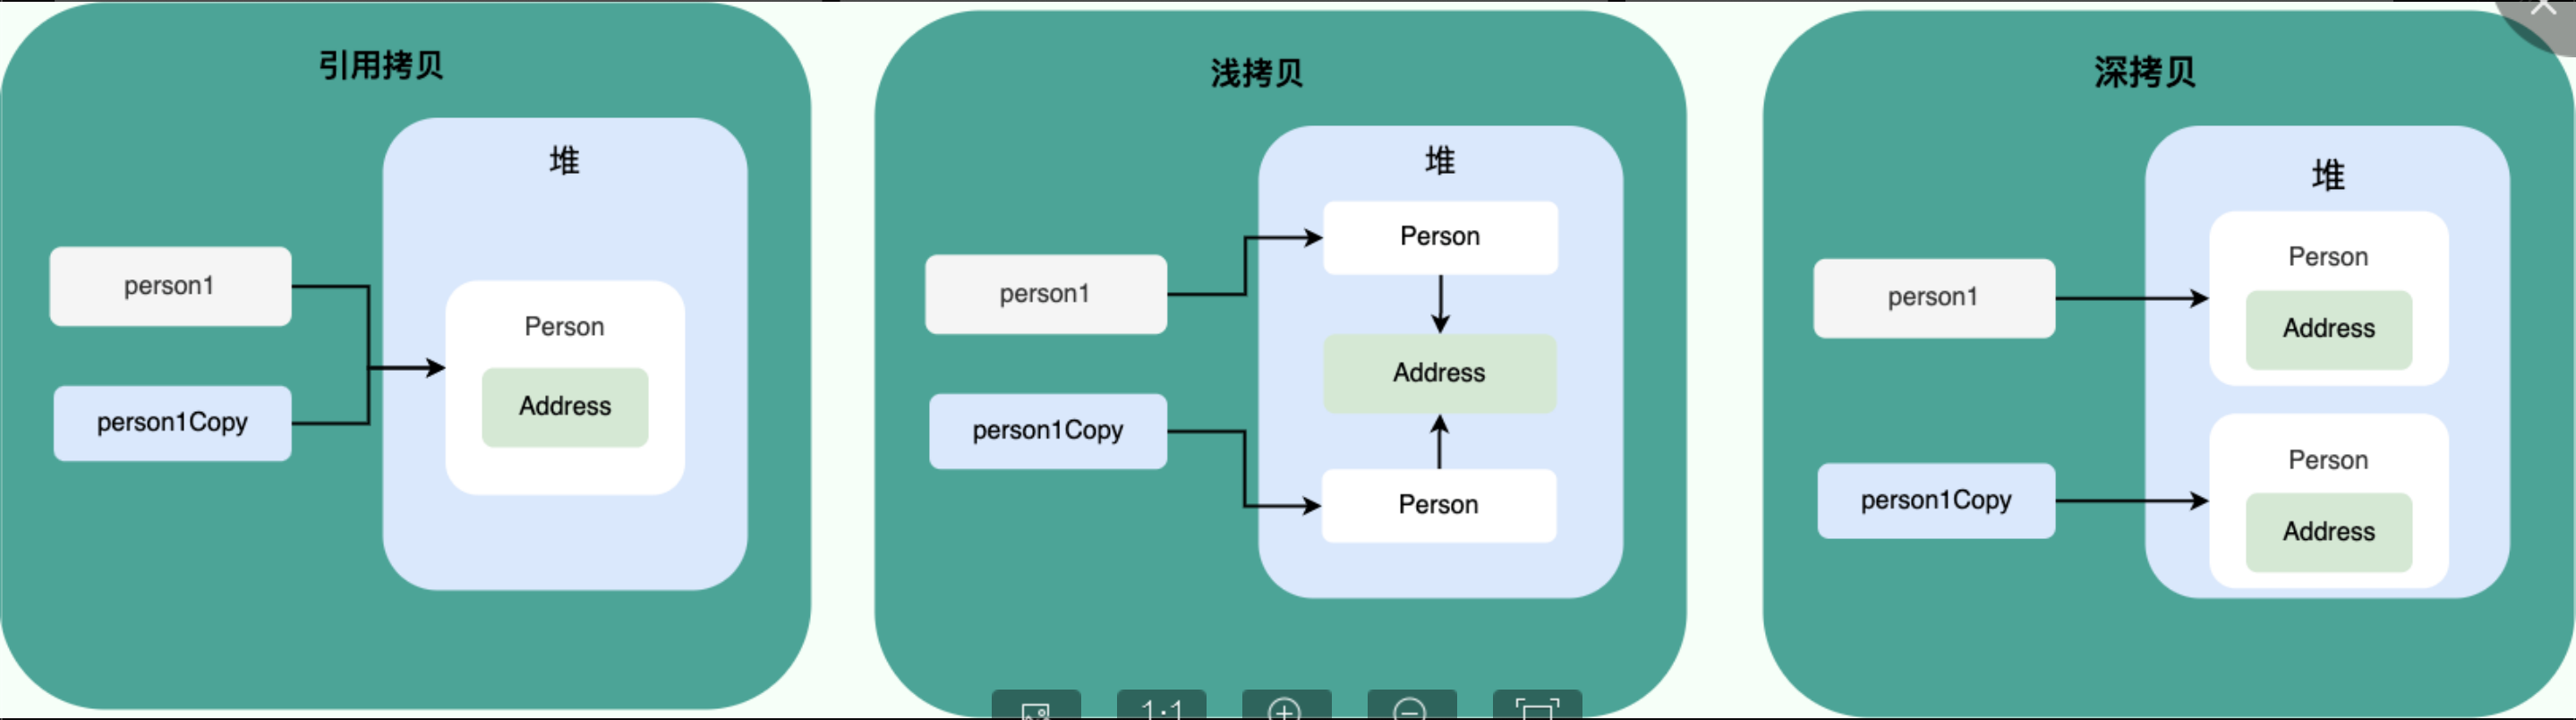 引用拷贝
堆
person1
Person
Address
person1Copy
浅拷贝
堆
Person
person1
Address
person1Copy
Person
深拷贝
堆
Person
person1
Address
Person
person1Copy
Address
1:1